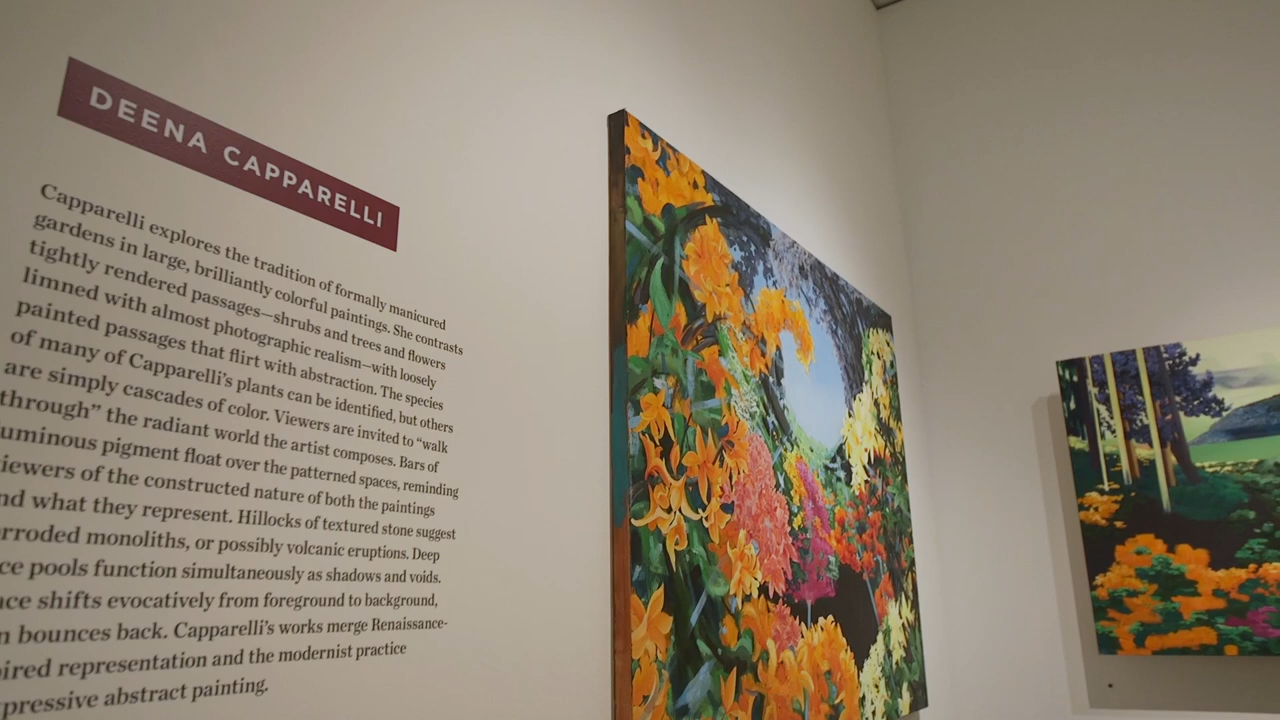 DEENA CAPPARELLI
Capparelli explores the tradition of formally manicured
gardens in large, brilliantly colorful paintings. She contrasts
tightly rendered passages—shrubs and trees and flowers
limned with almost photographic realism—with loosely
painted passages that flirt with abstraction. The species
of many of Capparelli's plants can be identified, but others
are simply cascades of color. Viewers are invited to “walk
through” the radiant world the artist composes. Bars of
uminous pigment float over the patterned spaces, reminding
iewers of the constructed nature of both the paintings
nd what they represent. Hillocks of textured stone suggest
rroded monoliths, or possibly volcanic eruptions. Deep
ce pools function simultaneously as shadows and voids.
ace shifts evocatively from foreground to background,
n bounces back. Capparelli's works merge Renaissance-
pired representation and the modernist practice
pressive abstract painting.